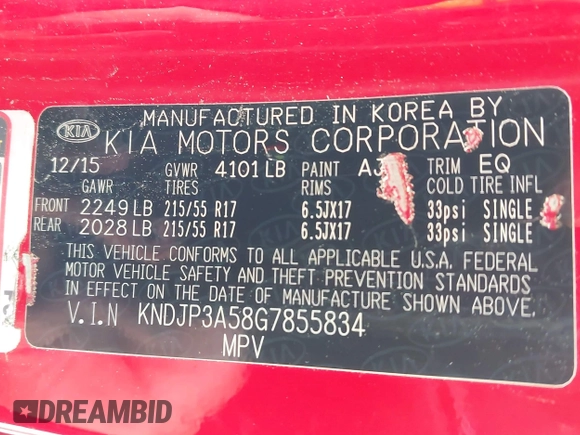 MANUFACTURED IN KOREA BY
KIA KIA MOTORS CORPORATION
12/15 GVWR 4101 LB PAINT TRIM EQ
GAWR TIRES RIMS COLD TIRE INFL
FRONT 2249 LB 215/55 R17 6.5JX17 33psi SINGLE
REAR 2028 LB 215/55 R17 6.5JX17 33psi SINGLE
THIS VEHICLE CONFORMS TO ALL APPLICABLE U.S.A. FEDERAL
MOTOR VEHICLE SAFETY AND THEFT PREVENTION STANDARDS
IN EFFECT ON THE DATE OF MANUFACTURE SHOWN ABOVE.
V.I.N KNDJP3A58G7855834
MPV
DREAMBID